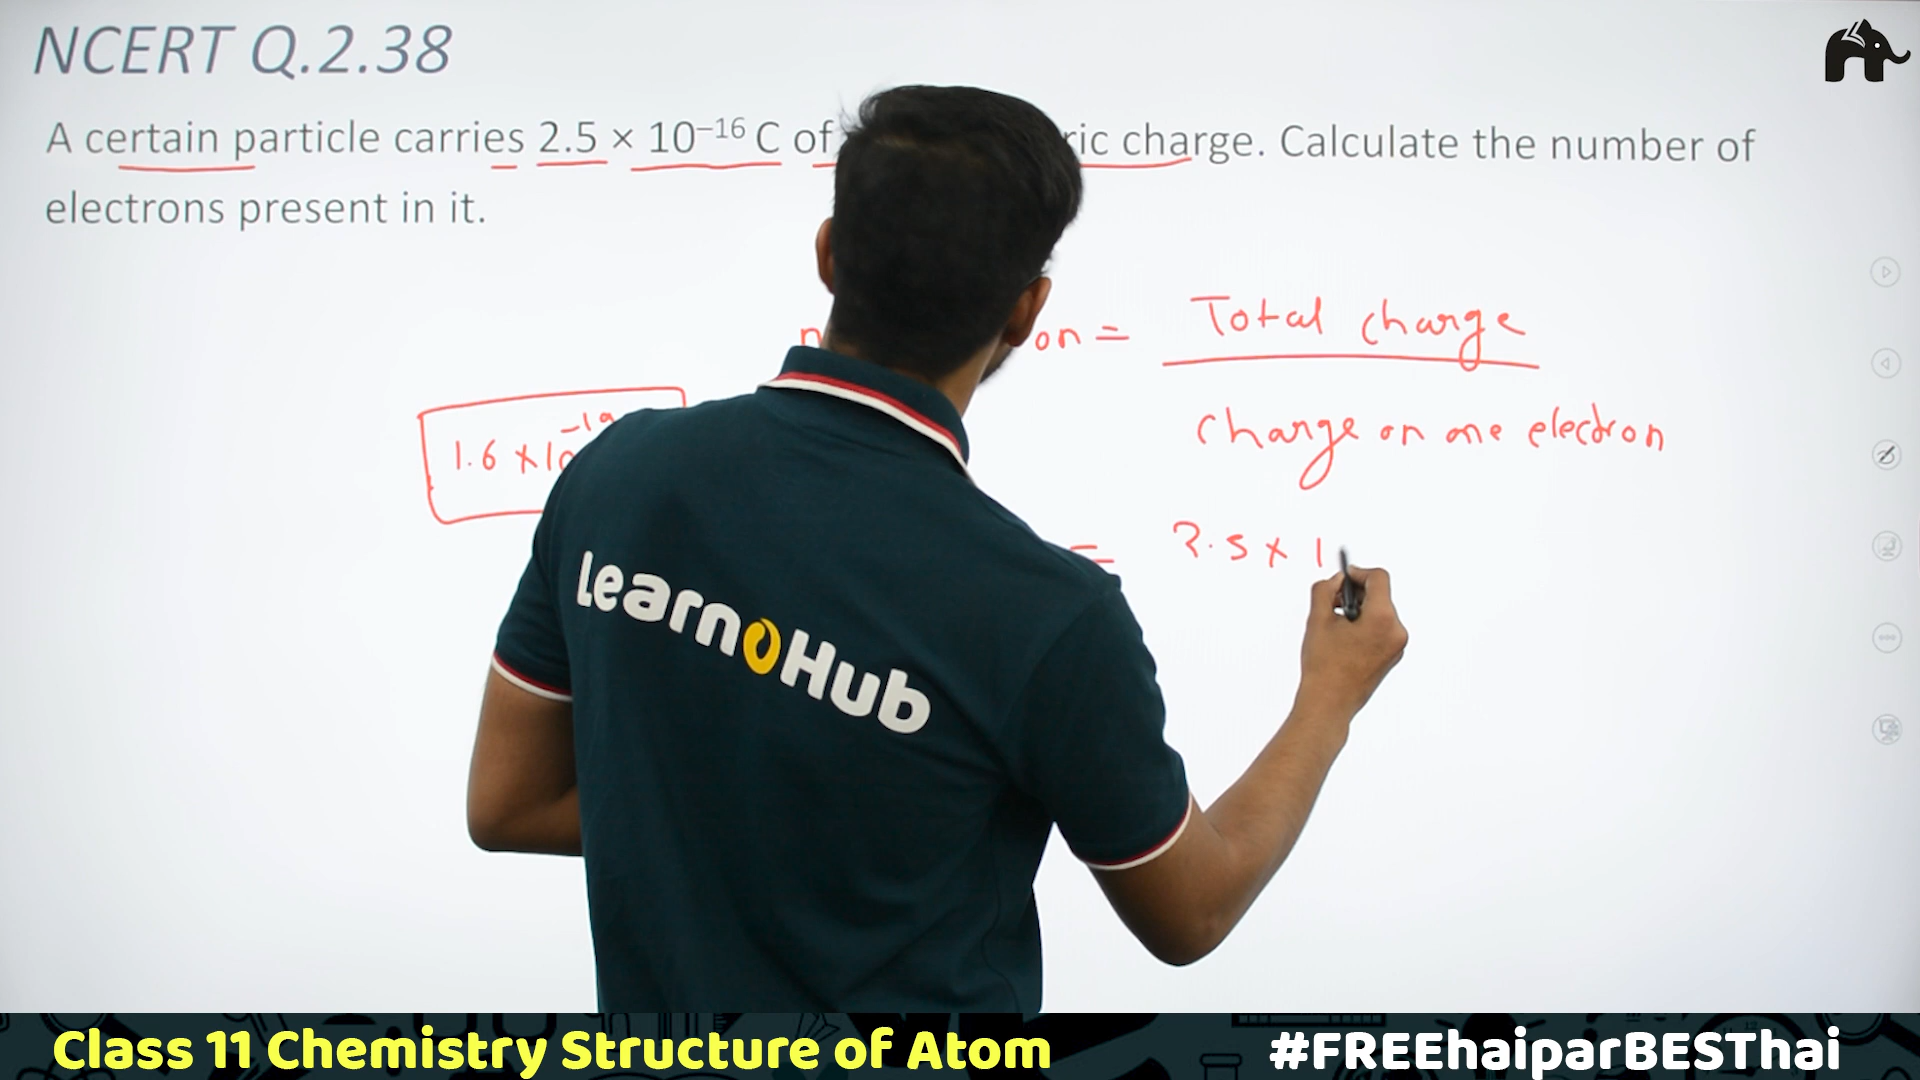 NCERT Q.2.38
A certain particle carries 2.5 × 10⁻¹⁶ C of ric charge. Calculate the number of
electrons present in it.
n on = Total charge
charge on one electron
1.6 × 10⁻¹⁹
= 2.5 × 1
LearnoHub
Class 11 Chemistry Structure of Atom
#FREEhaiparBESThai